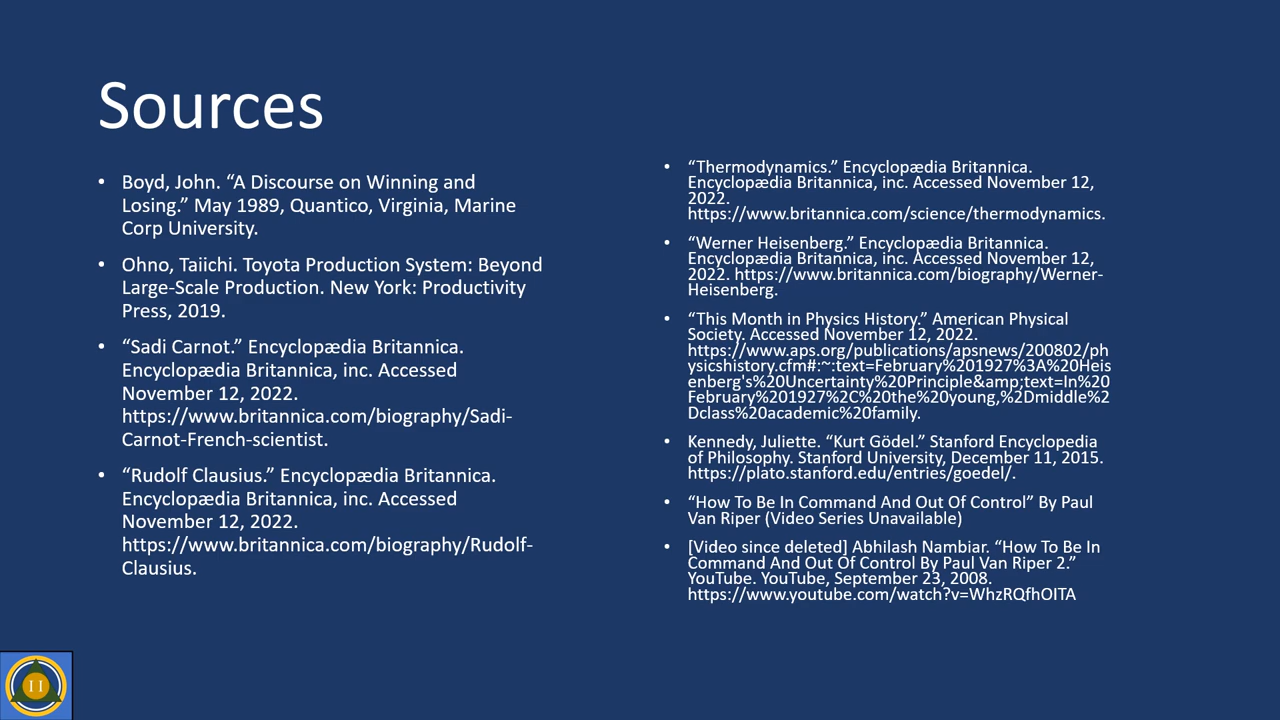 Sources
• Boyd, John. “A Discourse on Winning and
Losing.” May 1989, Quantico, Virginia, Marine
Corp University.
• Ohno, Taiichi. Toyota Production System: Beyond
Large-Scale Production. New York: Productivity
Press, 2019.
• “Sadi Carnot.” Encyclopædia Britannica.
Encyclopædia Britannica, inc. Accessed
November 12, 2022.
https://www.britannica.com/biography/Sadi-
Carnot-French-scientist.
• “Rudolf Clausius.” Encyclopædia Britannica.
Encyclopædia Britannica, inc. Accessed
November 12, 2022.
https://www.britannica.com/biography/Rudolf-
Clausius.
• “Thermodynamics.” Encyclopædia Britannica.
Encyclopædia Britannica, inc. Accessed November 12,
2022.
https://www.britannica.com/science/thermodynamics.
• “Werner Heisenberg.” Encyclopædia Britannica.
Encyclopædia Britannica, inc. Accessed November 12,
2022. https://www.britannica.com/biography/Werner-
Heisenberg.
• “This Month in Physics History.” American Physical
Society. Accessed November 12, 2022.
https://www.aps.org/publications/apsnews/200802/ph
ysicshistory.cfm#:~:text=February%201927%3A%20Heis
enberg's%20Uncertainty%20Principle&amp;text=In%20
February%201927%2C%20the%20young,%2Dmiddle%2
Dclass%20academic%20family.
• Kennedy, Juliette. “Kurt Gödel.” Stanford Encyclopedia
of Philosophy. Stanford University, December 11, 2015.
https://plato.stanford.edu/entries/goedel/.
• “How To Be In Command And Out Of Control” By Paul
Van Riper (Video Series Unavailable)
• [Video since deleted] Abhilash Nambiar. “How To Be In
Command And Out Of Control By Paul Van Riper 2.”
YouTube. YouTube, September 23, 2008.
https://www.youtube.com/watch?v=WhzRQfhOITA
II